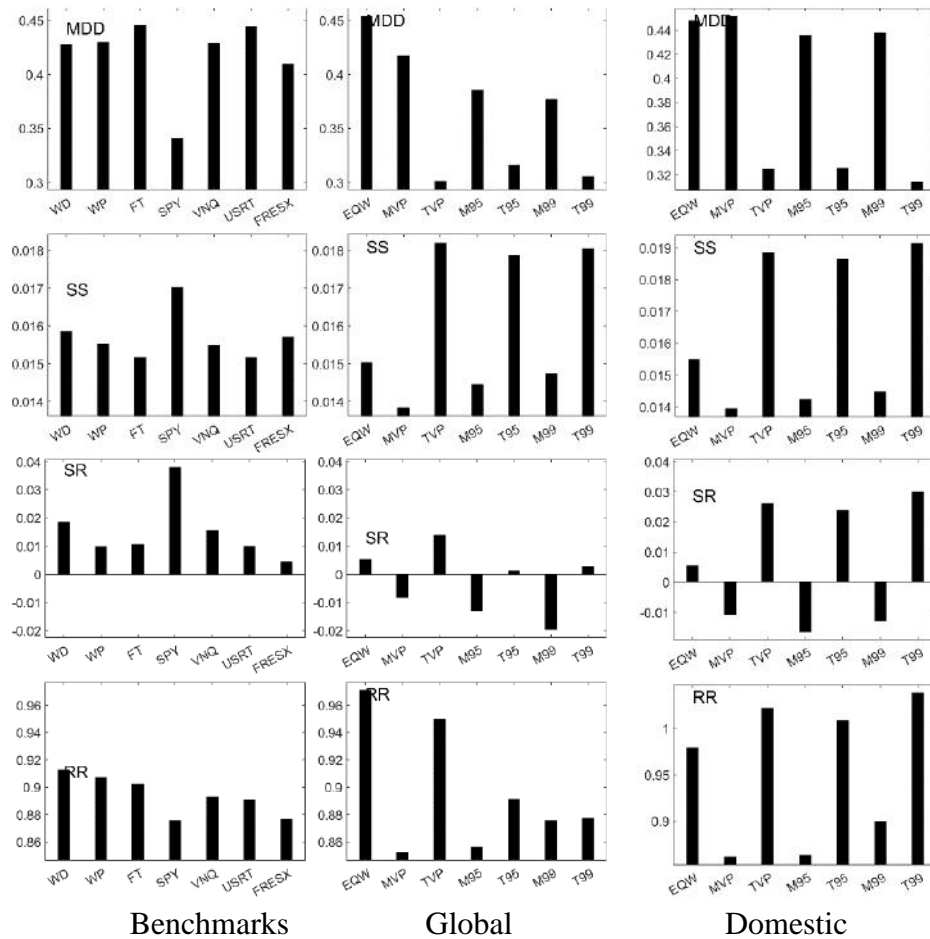 MDD
0.45
0.4
0.35
0.3
WD WP FT SPY VNQ USRT FRESX
MDD
0.45
0.4
0.35
0.3
EQW MVP TVP M95 T95 M99 T99
MDD
0.44
0.42
0.4
0.38
0.36
0.34
0.32
EQW MVP TVP M95 T95 M99 T99
SS
0.018
0.017
0.016
0.015
0.014
WD WP FT SPY VNQ USRT FRESX
SS
0.018
0.017
0.016
0.015
0.014
EQW MVP TVP M95 T95 M99 T99
SS
0.019
0.018
0.017
0.016
0.015
0.014
EQW MVP TVP M95 T95 M99 T99
SR
0.04
0.03
0.02
0.01
0
-0.01
-0.02
WD WP FT SPY VNQ USRT FRESX
SR
0.04
0.03
0.02
0.01
0
-0.01
-0.02
EQW MVP TVP M95 T95 M99 T99
SR
0.04
0.03
0.02
0.01
0
-0.01
EQW MVP TVP M95 T95 M99 T99
RR
0.96
0.94
0.92
0.9
0.88
0.86
WD WP FT SPY VNQ USRT FRESX
RR
0.96
0.94
0.92
0.9
0.88
0.86
EQW MVP TVP M95 T95 M99 T99
RR
1
0.95
0.9
EQW MVP TVP M95 T95 M99 T99
Benchmarks Global Domestic